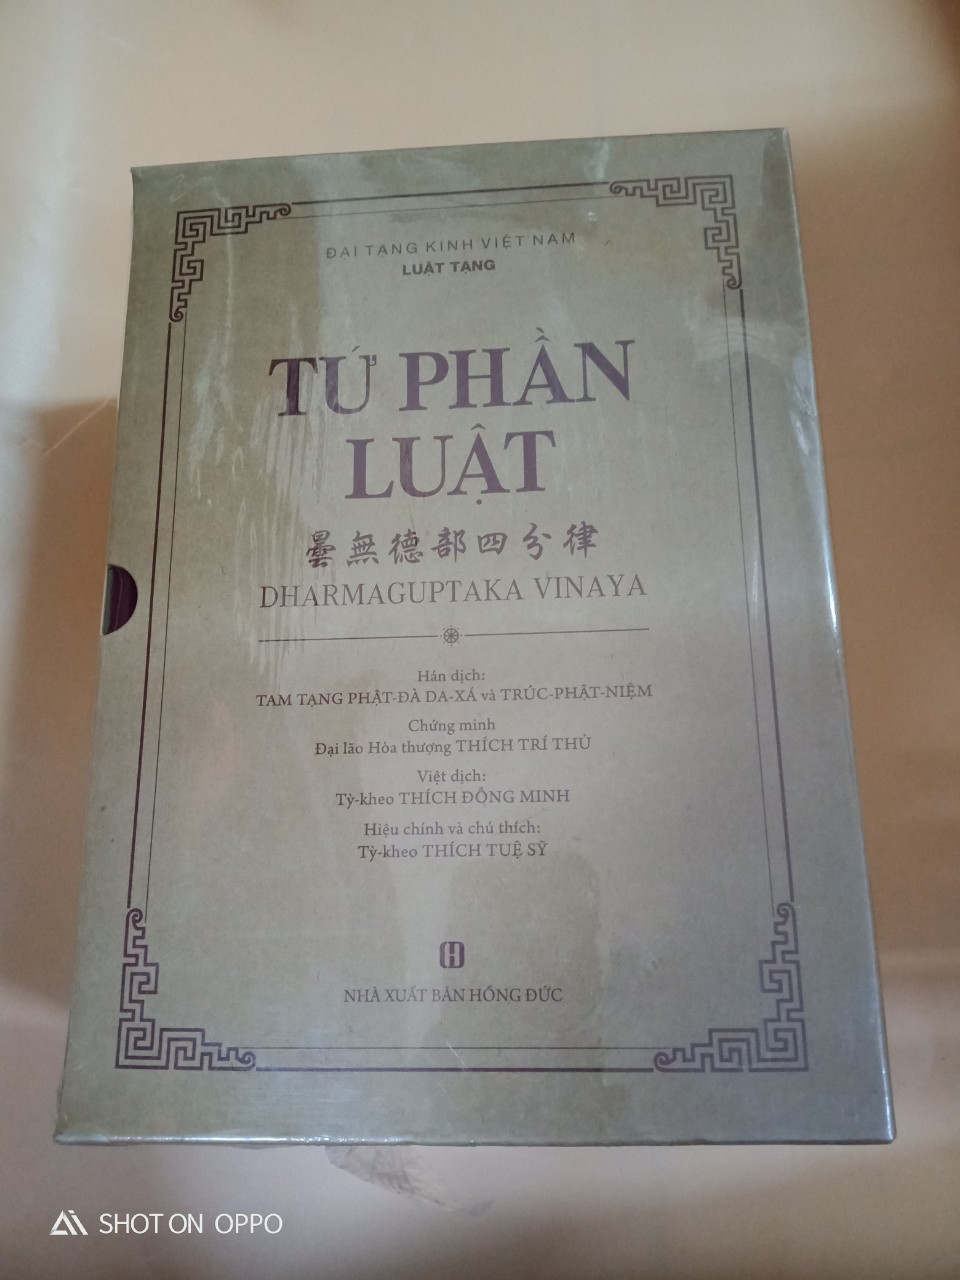 ĐẠI TẠNG KINH VIỆT NAM
LUẬT TẠNG
TỨ PHẦN
LUẬT
曇無德部四分律
DHARMAGUPTAKA VINAYA
Hán dịch:
TAM TẠNG PHẬT-ĐÀ DA-XÁ và TRÚC-PHẬT-NIỆM
Chứng minh
Đại lão Hòa thượng THÍCH TRÍ THỦ
Việt dịch:
Tỳ-kheo THÍCH ĐỔNG MINH
Hiệu chính và chú thích:
Tỳ-kheo THÍCH TUỆ SỸ
H
NHÀ XUẤT BẢN HỒNG ĐỨC
SHOT ON OPPO